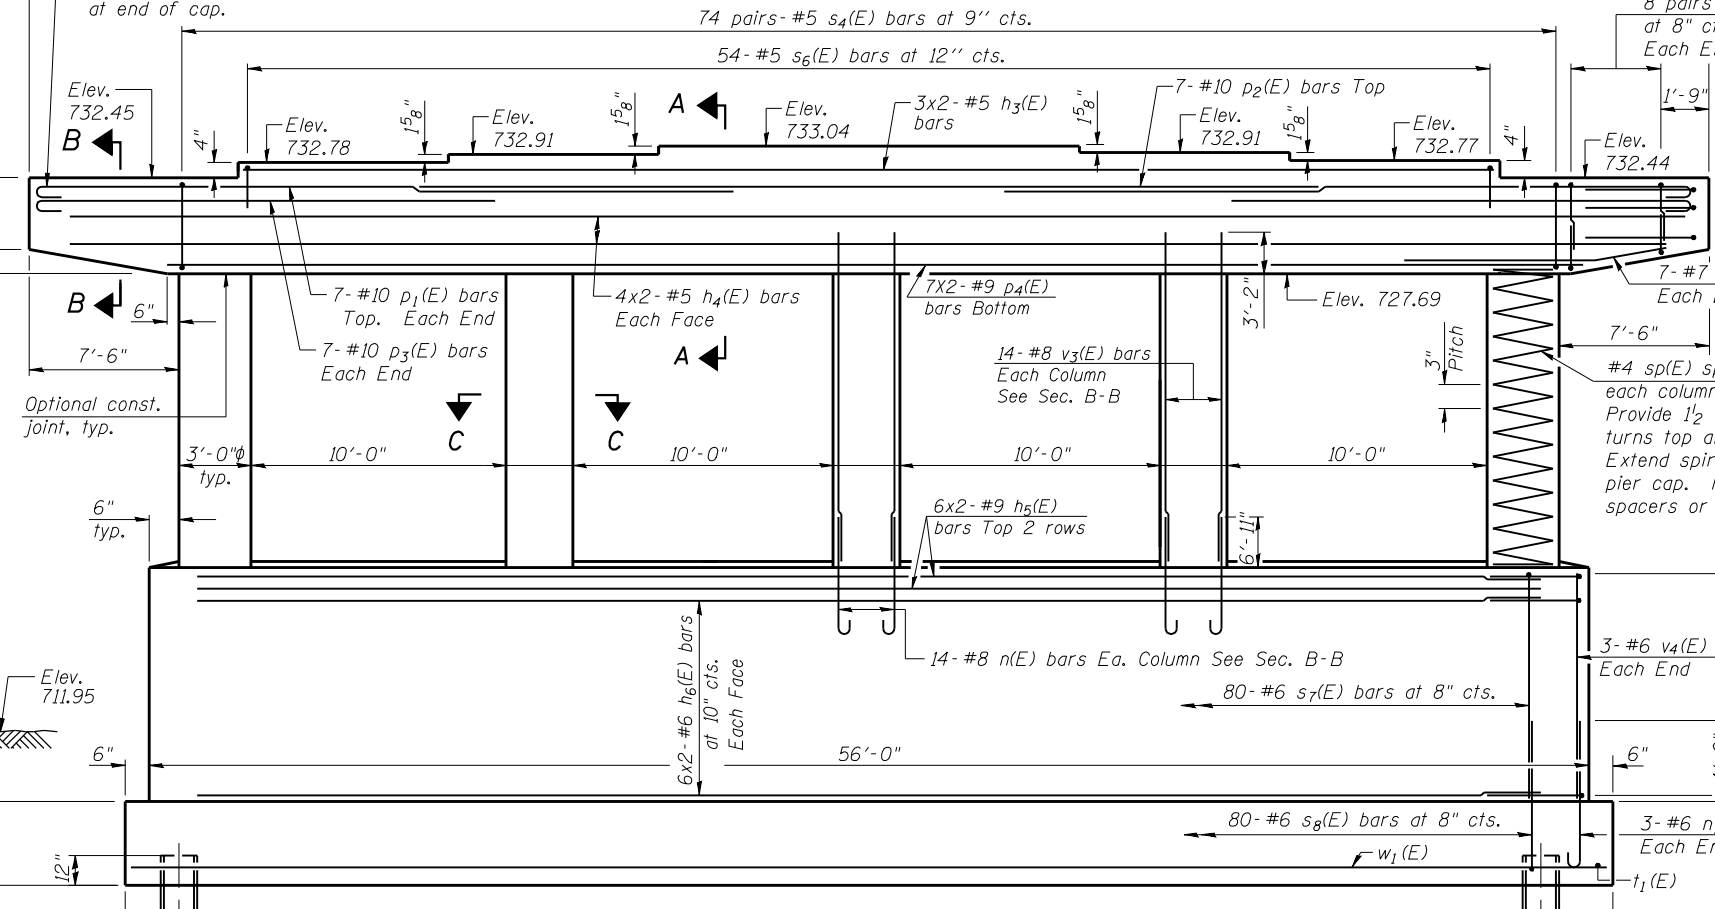 at end of cap.
74 pairs- #5 s4(E) bars at 9'' cts.
8 pairs
at 8" c
Each E
54- #5 s6(E) bars at 12'' cts.
Elev.
732.45
B
4"
Elev.
732.78
1 5/8"
Elev.
732.91
1 5/8"
A
Elev.
733.04
3x2- #5 h3(E)
bars
1 5/8"
7- #10 p2(E) bars Top
Elev.
732.91
1 5/8"
Elev.
732.77
4"
Elev.
732.44
1'-9"
B
6"
7'-6"
7- #10 p1(E) bars
Top. Each End
7- #10 p3(E) bars
Each End
4x2- #5 h4(E) bars
Each Face
A
7X2- #9 p4(E)
bars Bottom
3'-2"
Elev. 727.69
7- #7
Each
7'-6"
3"
Pitch
14- #8 v3(E) bars
Each Column
See Sec. B-B
#4 sp(E) sp
each column
Provide 1 1/2
turns top a
Extend spir
pier cap.
spacers or
Optional const.
joint, typ.
C
C
3'-0"ϕ
typ.
10'-0"
10'-0"
10'-0"
10'-0"
6"
typ.
6x2- #9 h5(E)
bars Top 2 rows
6'-11"
14- #8 n(E) bars Ea. Column See Sec. B-B
3- #6 v4(E)
Each End
Elev.
711.95
6x2- #6 h6(E) bars
at 10" cts.
Each Face
80- #6 s7(E) bars at 8" cts.
6"
56'-0"
6"
80- #6 s8(E) bars at 8" cts.
3- #6 n
Each En
12"
w1(E)
t1(E)